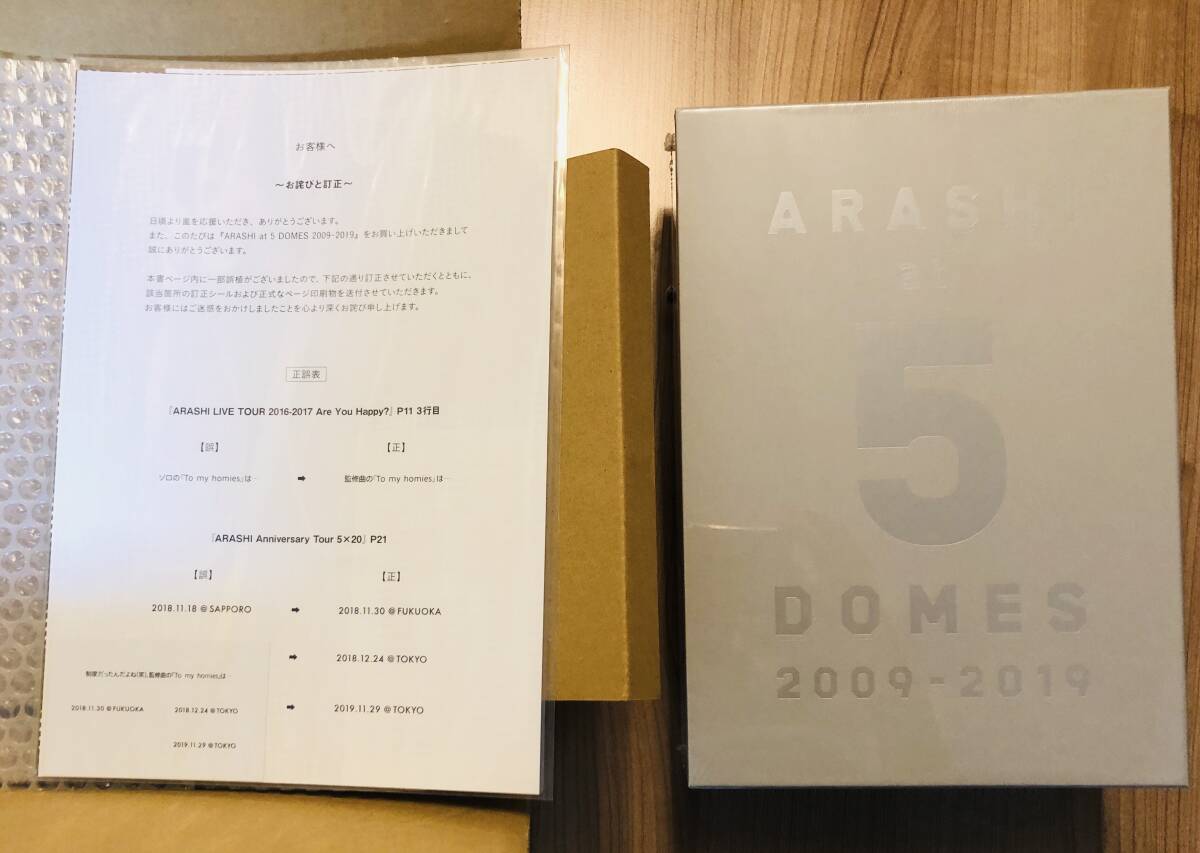 お客様へ
～お詫びと訂正～
日頃より嵐を応援いただき、ありがとうございます。
また、このたびは『ARASHI at 5 DOMES 2009-2019』をお買い上げいただきまして
誠にありがとうございます。
本書ページ内に一部誤植がございましたので、下記の通り訂正させていただくとともに、
該当箇所の訂正シールおよび正式なページ印刷物を送付させていただきます。
お客様にはご迷惑をおかけしましたことを心より深くお詫び申し上げます。
正誤表
『ARASHI LIVE TOUR 2016-2017 Are You Happy?』P11 3行目
【誤】 【正】
ソロの「To my homies」は… ➡ 監修曲の「To my homies」は…
『ARASHI Anniversary Tour 5×20』P21
【誤】 【正】
2018.11.18 @SAPPORO ➡ 2018.11.30 @FUKUOKA
➡ 2018.12.24 @TOKYO
➡ 2019.11.29 @TOKYO
制度だったんだよね(笑)。監修曲の「To my homies」は…
2018.11.30 @FUKUOKA 2018.12.24 @TOKYO
2019.11.29 @TOKYO
ARASHI
at
5
DOMES
2009-2019